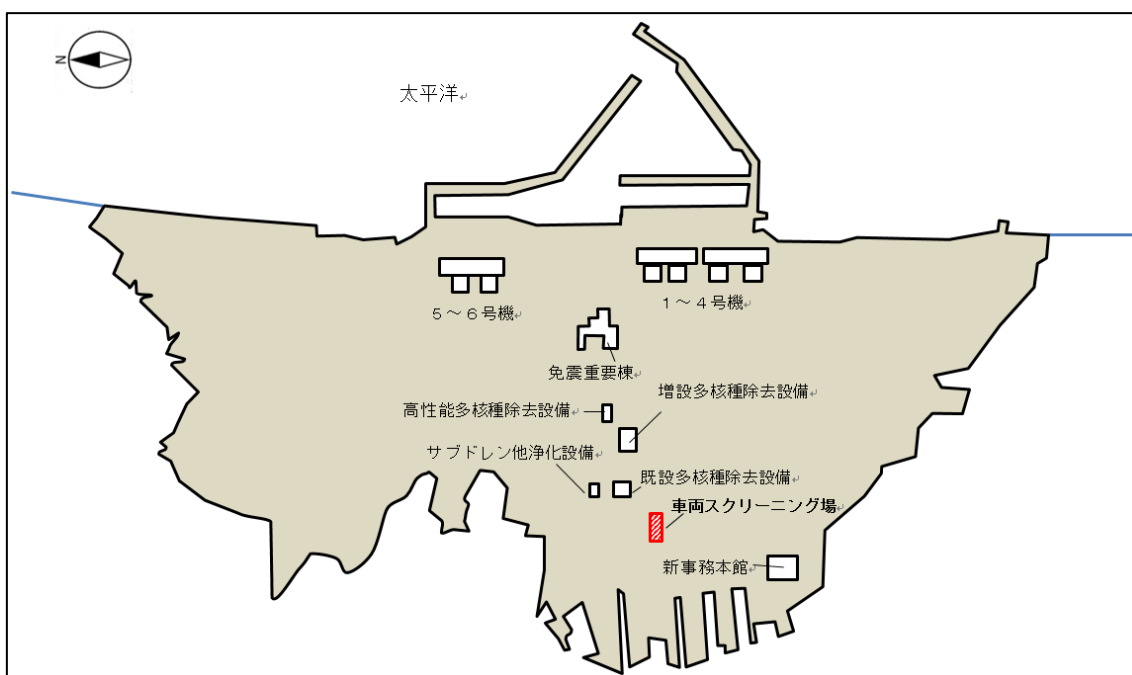 N
太平洋
5～6号機
1～4号機
免震重要棟
高性能多核種除去設備
増設多核種除去設備
サブドレン他浄化設備
既設多核種除去設備
車両スクリーニング場
新事務本館